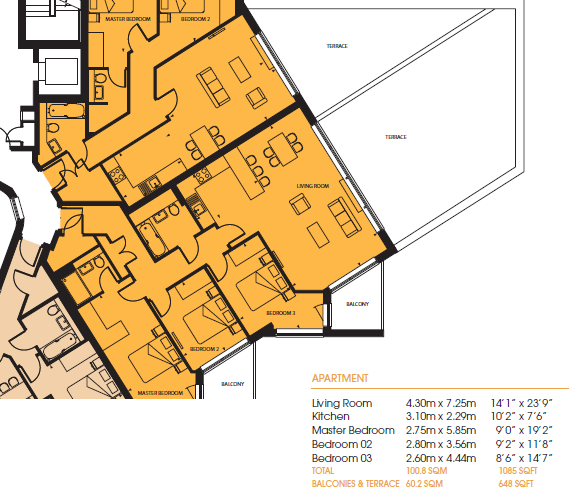 MASTER BEDROOM
BEDROOM 2
TERRACE
TERRACE
LIVING ROOM
BALCONY
BEDROOM 3
BEDROOM 2
BALCONY
MASTER BEDROOM
APARTMENT
Living Room 4.30m x 7.25m 14'1" x 23'9"
Kitchen 3.10m x 2.29m 10'2" x 7'6"
Master Bedroom 2.75m x 5.85m 9'0" x 19'2"
Bedroom 02 2.80m x 3.56m 9'2" x 11'8"
Bedroom 03 2.60m x 4.44m 8'6" x 14'7"
TOTAL 100.8 SQM 1085 SQFT
BALCONIES & TERRACE 60.2 SQM 648 SQFT